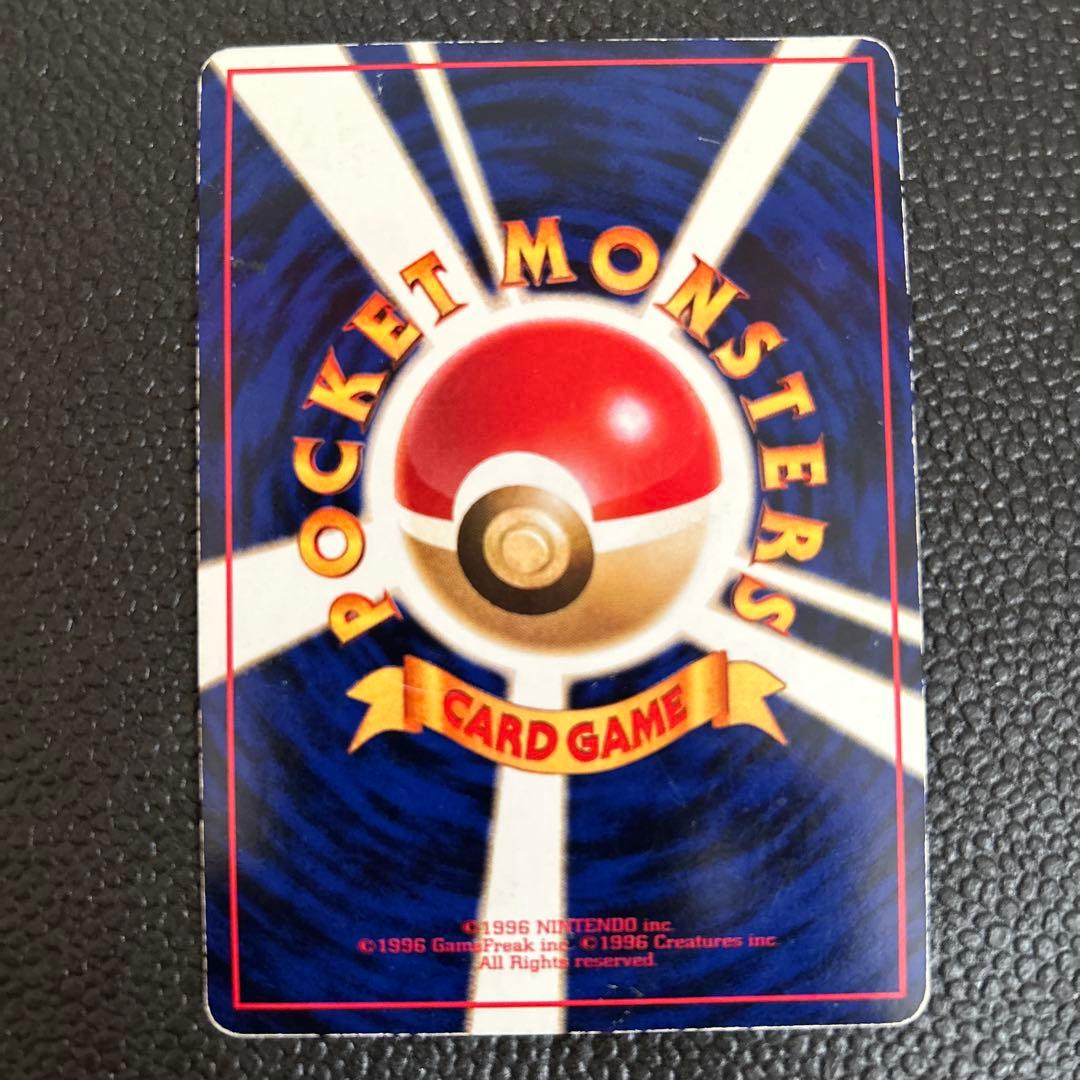 POCKET MONSTERS
CARD GAME
©1996 NINTENDO inc.
©1996 GameFreak inc. ©1996 Creatures inc.
All Rights reserved.